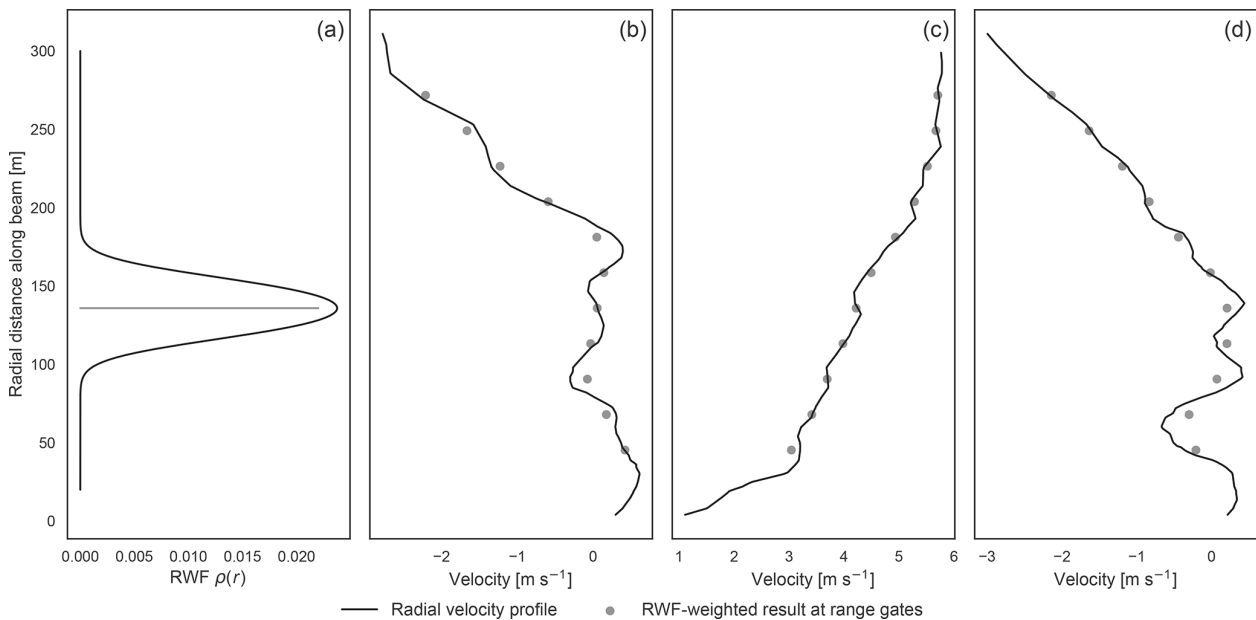 (a)
(b)
(c)
(d)
Radial distance along beam [m]
300
250
200
150
100
50
0
0.000 0.005 0.010 0.015 0.020
RWF ρ(r)
−2 −1 0
Velocity [m s⁻¹]
1 2 3 4 5 6
Velocity [m s⁻¹]
−3 −2 −1 0
Velocity [m s⁻¹]
Radial velocity profile
RWF-weighted result at range gates